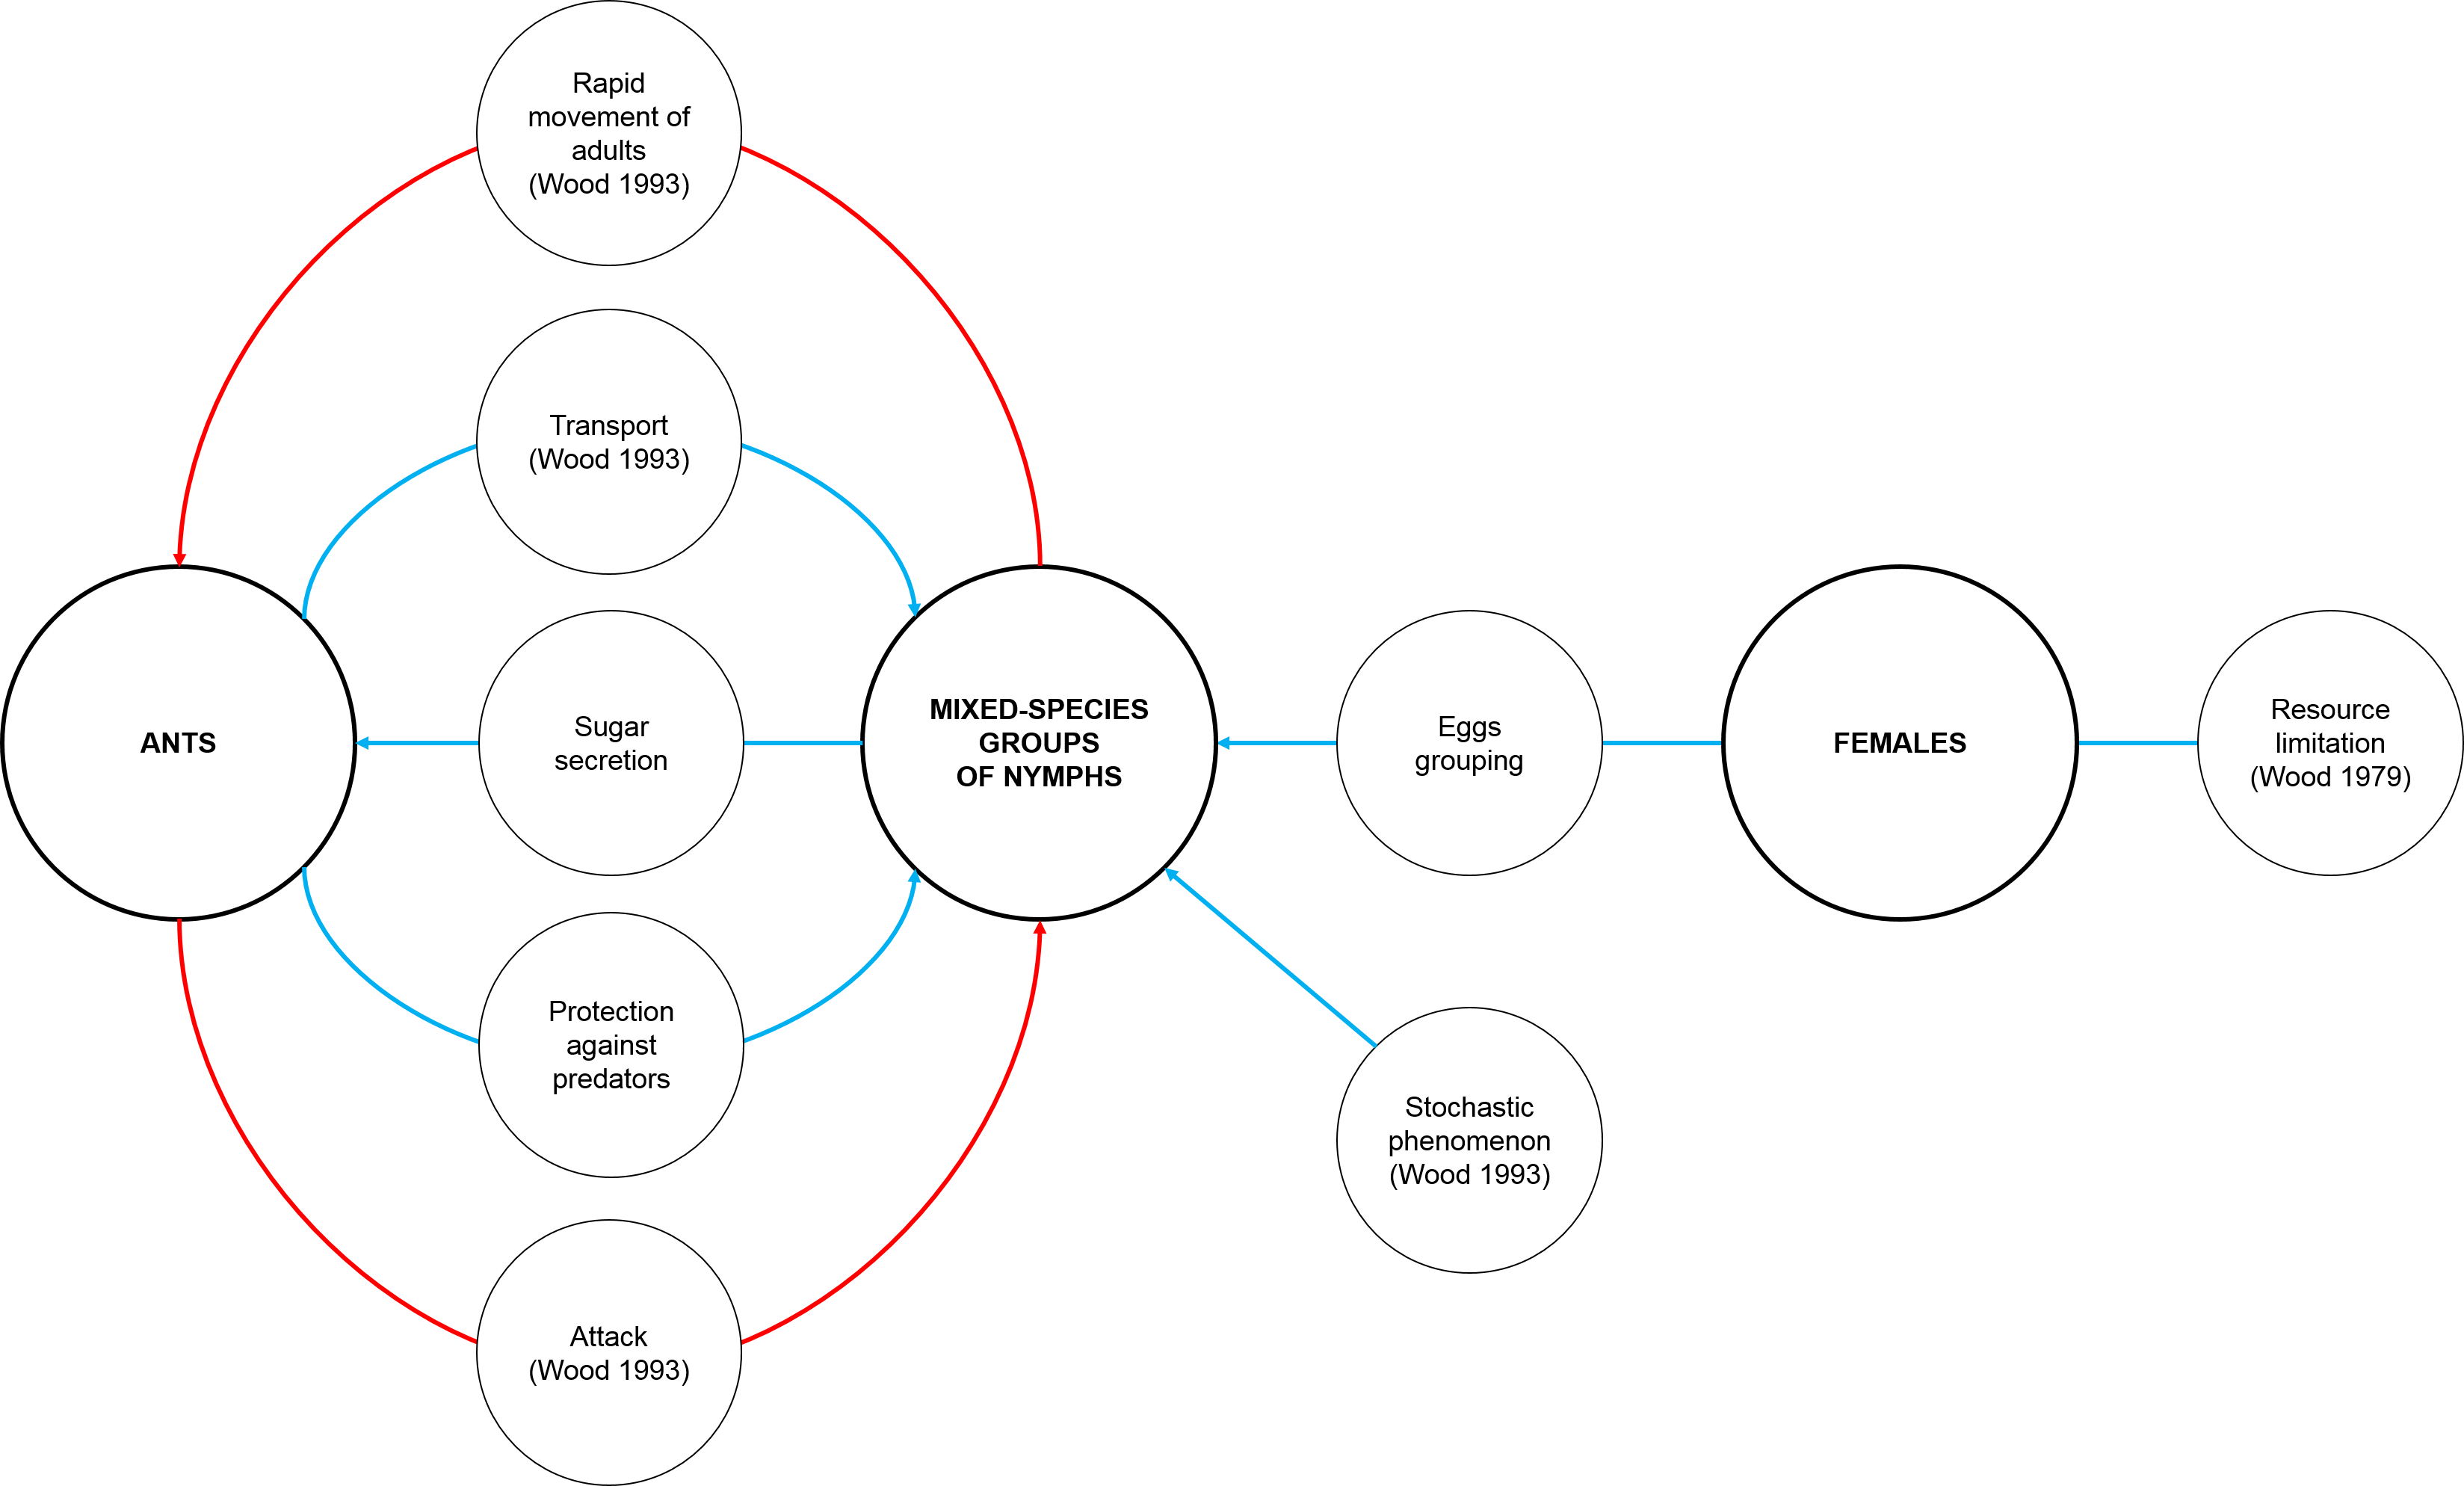 Rapid
movement of
adults
(Wood 1993)
Transport
(Wood 1993)
ANTS
Sugar
secretion
MIXED-SPECIES
GROUPS
OF NYMPHS
Eggs
grouping
FEMALES
Resource
limitation
(Wood 1979)
Protection
against
predators
Stochastic
phenomenon
(Wood 1993)
Attack
(Wood 1993)